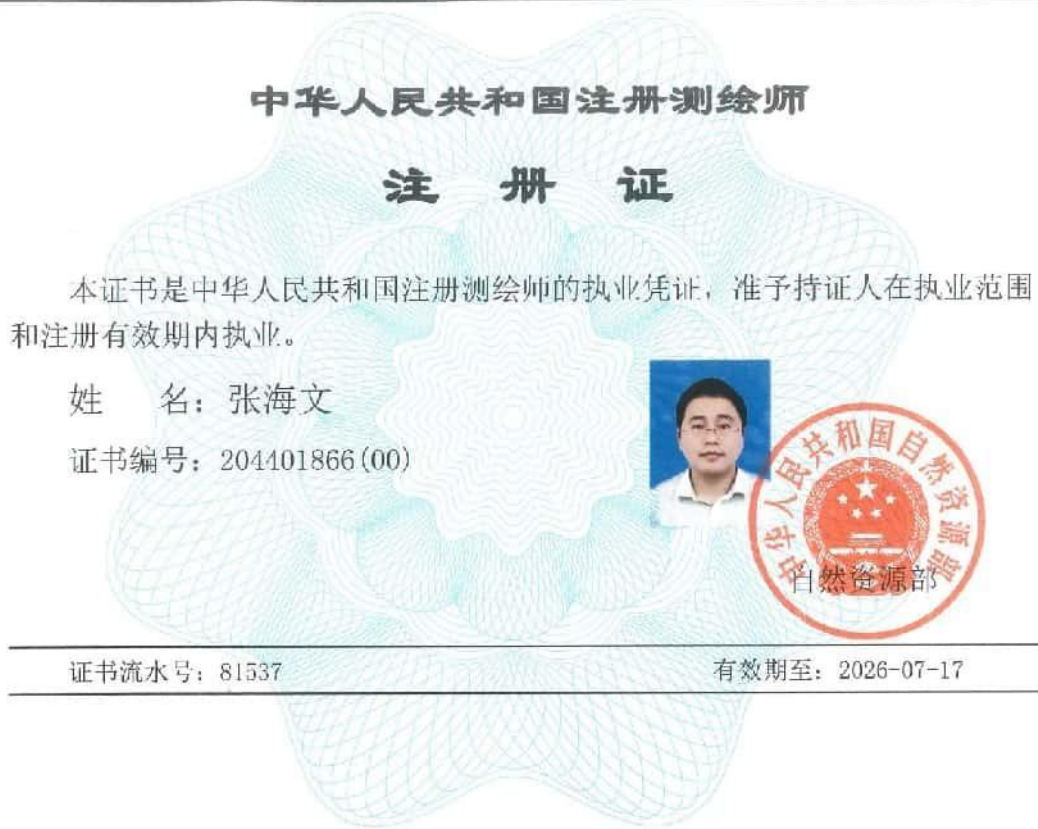 中华人民共和国注册测绘师
注 册 证
本证书是中华人民共和国注册测绘师的执业凭证，准予持证人在执业范围
和注册有效期内执业。
姓 名：张海文
证书编号：204401866(00)
中华人民共和国自然资源部
自然资源部
证书流水号：81537
有效期至：2026-07-17